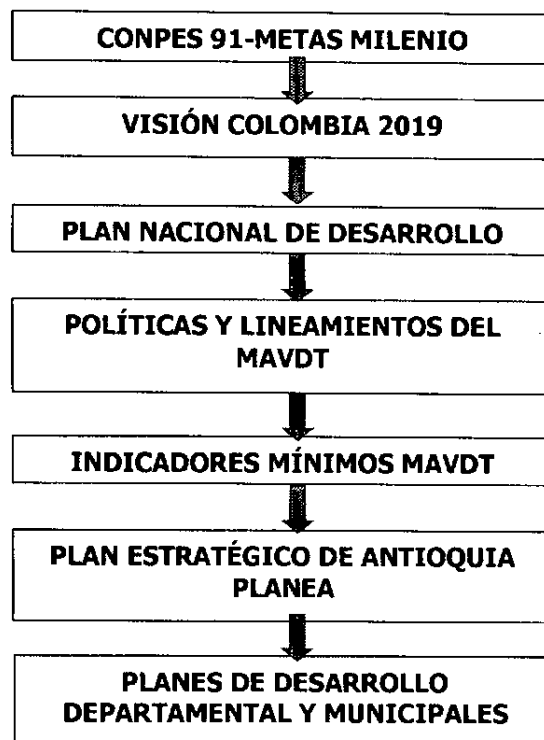 CONPES 91-METAS MILENIO
VISIÓN COLOMBIA 2019
PLAN NACIONAL DE DESARROLLO
POLÍTICAS Y LINEAMIENTOS DEL
MAVDT
INDICADORES MÍNIMOS MAVDT
PLAN ESTRATÉGICO DE ANTIOQUIA
PLANEA
PLANES DE DESARROLLO
DEPARTAMENTAL Y MUNICIPALES